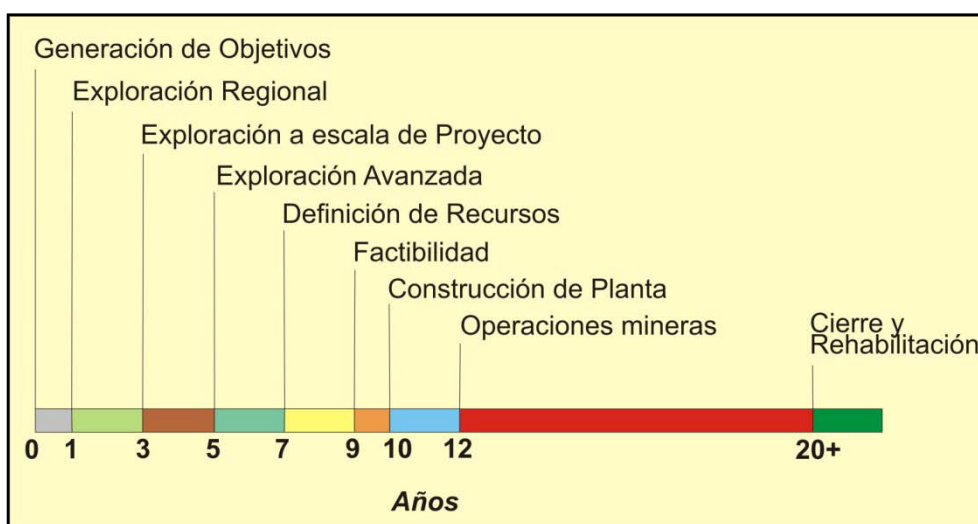 Generación de Objetivos
Exploración Regional
Exploración a escala de Proyecto
Exploración Avanzada
Definición de Recursos
Factibilidad
Construcción de Planta
Operaciones mineras
Cierre y
Rehabilitación
0 1 3 5 7 9 10 12 20+
Años